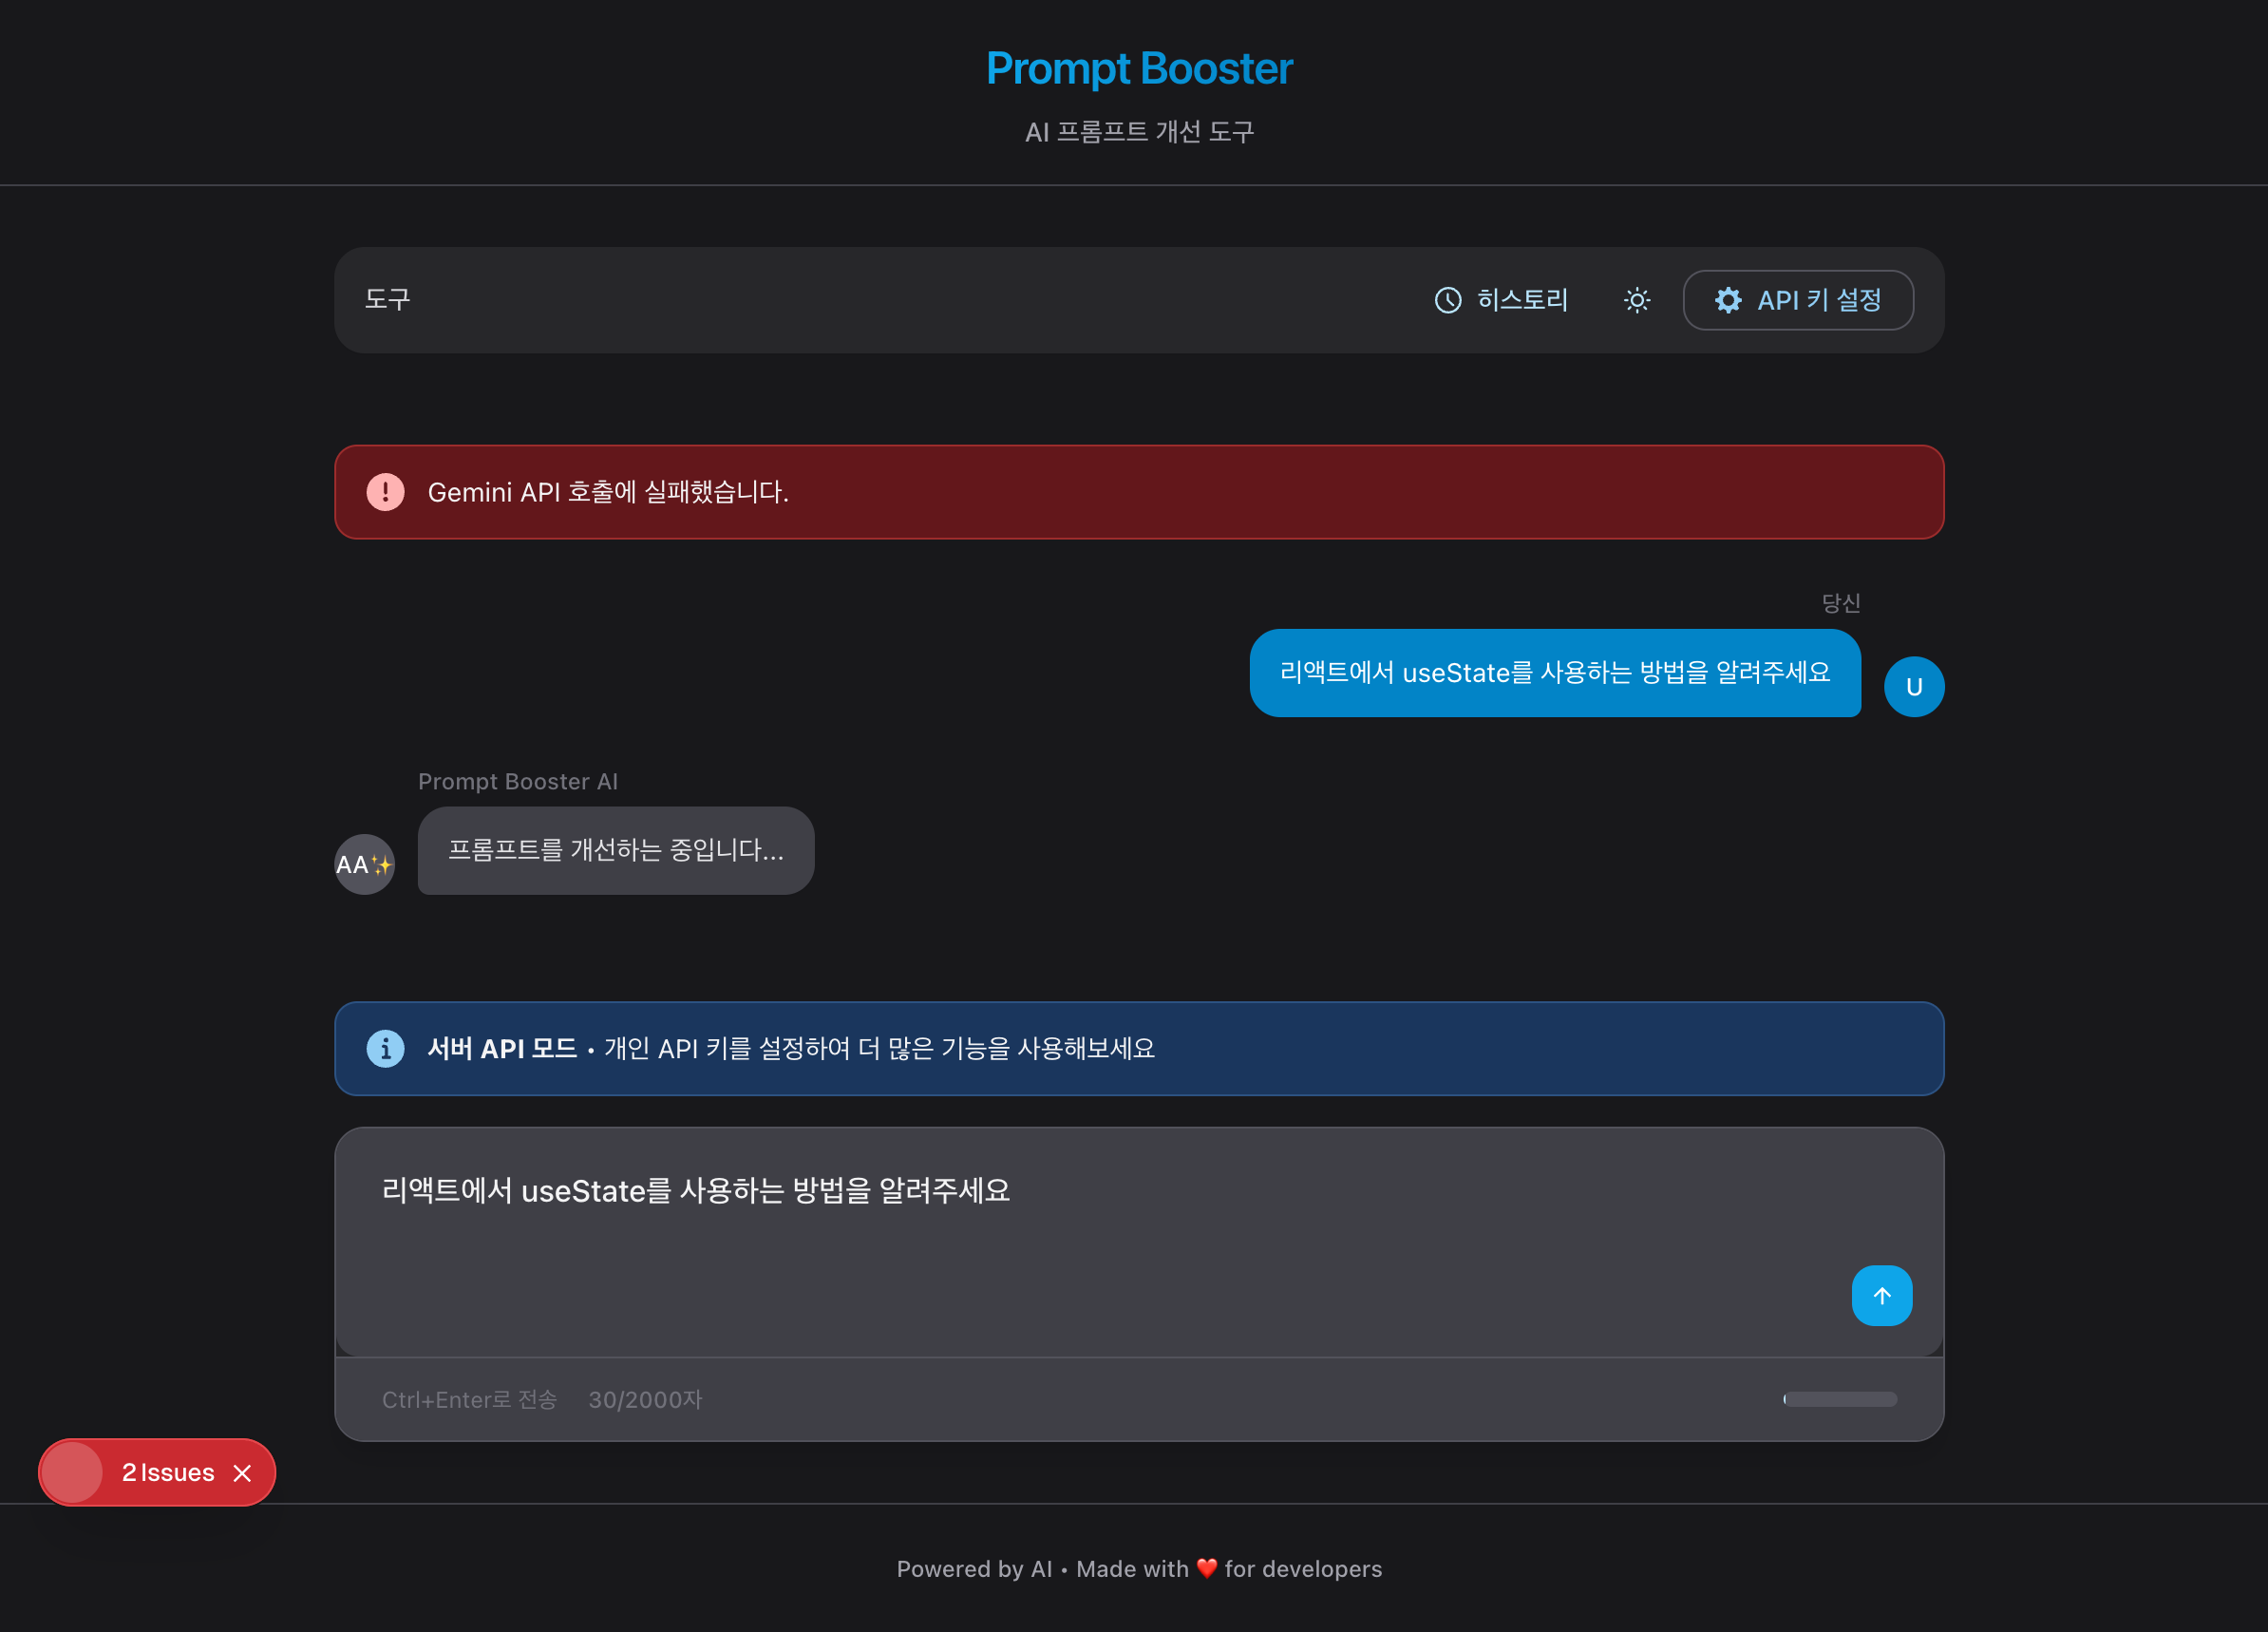 Prompt Booster
AI 프롬프트 개선 도구
도구
히스토리
API 키 설정
Gemini API 호출에 실패했습니다.
당신
리액트에서 useState를 사용하는 방법을 알려주세요
U
Prompt Booster AI
AA✨
프롬프트를 개선하는 중입니다...
서버 API 모드 • 개인 API 키를 설정하여 더 많은 기능을 사용해보세요
리액트에서 useState를 사용하는 방법을 알려주세요
Ctrl+Enter로 전송 30/2000자
2 Issues
Powered by AI • Made with ❤️ for developers